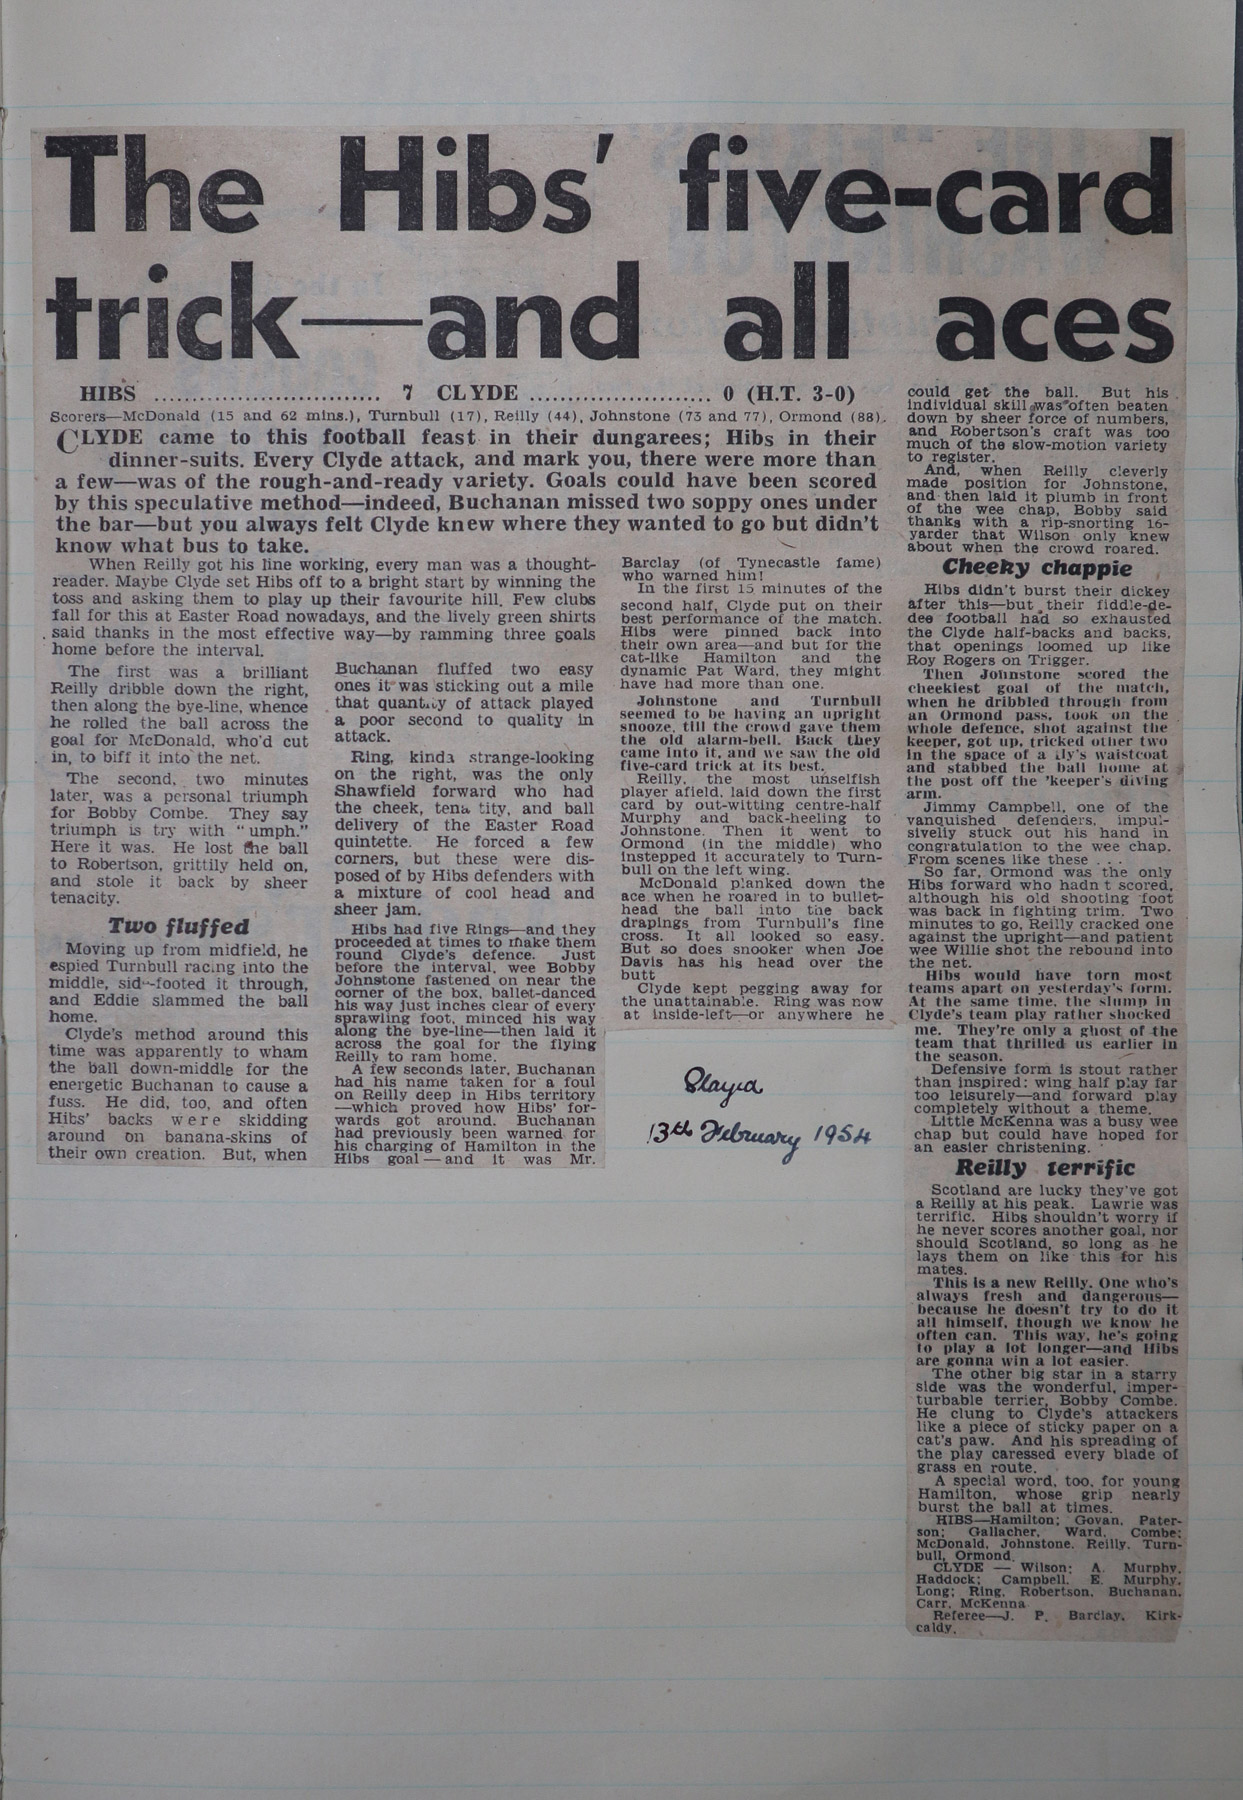 The Hibs' five-card
trick—and all aces
HIBS ............................ 7 CLYDE ........................ 0 (H.T. 3-0)
Scorers—McDonald (15 and 62 mins.), Turnbull (17), Reilly (44), Johnstone (73 and 77), Ormond (88).
CLYDE came to this football feast in their dungarees; Hibs in their
dinner-suits. Every Clyde attack, and mark you, there were more than
a few—was of the rough-and-ready variety. Goals could have been scored
by this speculative method—indeed, Buchanan missed two soppy ones under
the bar—but you always felt Clyde knew where they wanted to go but didn't
know what bus to take.
When Reilly got his line working, every man was a thought-
reader. Maybe Clyde set Hibs off to a bright start by winning the
toss and asking them to play up their favourite hill. Few clubs
fall for this at Easter Road nowadays, and the lively green shirts
said thanks in the most effective way—by ramming three goals
home before the interval.
The first was a brilliant
Reilly dribble down the right,
then along the bye-line, whence
he rolled the ball across the
goal for McDonald, who'd cut
in, to biff it into the net.
The second, two minutes
later, was a personal triumph
for Bobby Combe. They say
triumph is try with "umph."
Here it was. He lost the ball
to Robertson, grittily held on,
and stole it back by sheer
tenacity.
Two fluffed
Moving up from midfield, he
espied Turnbull racing into the
middle, side-footed it through,
and Eddie slammed the ball
home.
Clyde's method around this
time was apparently to wham
the ball down-middle for the
energetic Buchanan to cause a
fuss. He did, too, and often
Hibs' backs were skidding
around on banana-skins of
their own creation. But, when
Buchanan fluffed two easy
ones it was sticking out a mile
that quantity of attack played
a poor second to quality in
attack.
Ring, kinda strange-looking
on the right, was the only
Shawfield forward who had
the cheek, tenacity, and ball
delivery of the Easter Road
quintette. He forced a few
corners, but these were dis-
posed of by Hibs defenders with
a mixture of cool head and
sheer jam.
Hibs had five Rings—and they
proceeded at times to make them
round Clyde's defence. Just
before the interval, wee Bobby
Johnstone fastened on near the
corner of the box, ballet-danced
his way just inches clear of every
sprawling foot, minced his way
along the bye-line—then laid it
across the goal for the flying
Reilly to ram home.
A few seconds later, Buchanan
had his name taken for a foul
on Reilly deep in Hibs territory
—which proved how Hibs' for-
wards got around. Buchanan
had previously been warned for
his charging of Hamilton in the
Hibs goal—and it was Mr.
Barclay (of Tynecastle fame)
who warned him!
In the first 15 minutes of the
second half, Clyde put on their
best performance of the match.
Hibs were pinned back into
their own area—and but for the
cat-like Hamilton and the
dynamic Pat Ward, they might
have had more than one.
Johnstone and Turnbull
seemed to be having an upright
snooze, till the crowd gave them
the old alarm-bell. Back they
came into it, and we saw the old
five-card trick at its best.
Reilly, the most unselfish
player afield, laid down the first
card by out-witting centre-half
Murphy and back-heeling to
Johnstone. Then it went to
Ormond (in the middle) who
instepped it accurately to Turn-
bull on the left wing.
McDonald planked down the
ace when he roared in to bullet-
head the ball into the back
drapings from Turnbull's fine
cross. It all looked so easy.
But so does snooker when Joe
Davis has his head over the
butt
Clyde kept pegging away for
the unattainable. Ring was now
at inside-left—or anywhere he
could get the ball. But his
individual skill was often beaten
down by sheer force of numbers,
and Robertson's craft was too
much of the slow-motion variety
to register.
And, when Reilly cleverly
made position for Johnstone,
and then laid it plumb in front
of the wee chap, Bobby said
thanks with a rip-snorting 16-
yarder that Wilson only knew
about when the crowd roared.
Cheeky chappie
Hibs didn't burst their dickey
after this—but their fiddle-de-
dee football had so exhausted
the Clyde half-backs and backs,
that openings loomed up like
Roy Rogers on Trigger.
Then Johnstone scored the
cheekiest goal of the match,
when he dribbled through from
an Ormond pass, took on the
whole defence, shot against the
keeper, got up, tricked other two
in the space of a fly's waistcoat
and stabbed the ball home at
the post off the 'keeper's diving
arm.
Jimmy Campbell, one of the
vanquished defenders, impul-
sively stuck out his hand in
congratulation to the wee chap.
From scenes like these . . .
So far, Ormond was the only
Hibs forward who hadn't scored,
although his old shooting foot
was back in fighting trim. Two
minutes to go, Reilly cracked one
against the upright—and patient
wee Willie shot the rebound into
the net.
Hibs would have torn most
teams apart on yesterday's form.
At the same time, the slump in
Clyde's team play rather shocked
me. They're only a ghost of the
team that thrilled us earlier in
the season.
Defensive form is stout rather
than inspired; wing half play far
too leisurely—and forward play
completely without a theme.
Little McKenna was a busy wee
chap but could have hoped for
an easier christening.
Reilly terrific
Scotland are lucky they've got
a Reilly at his peak. Lawrie was
terrific. Hibs shouldn't worry if
he never scores another goal, nor
should Scotland, so long as he
lays them on like this for his
mates.
This is a new Reilly. One who's
always fresh and dangerous—
because he doesn't try to do it
all himself, though we know he
often can. This way, he's going
to play a lot longer—and Hibs
are gonna win a lot easier.
The other big star in a starry
side was the wonderful, imper-
turbable terrier, Bobby Combe.
He clung to Clyde's attackers
like a piece of sticky paper on a
cat's paw. And his spreading of
the play caressed every blade of
grass en route.
A special word, too, for young
Hamilton, whose grip nearly
burst the ball at times.
HIBS—Hamilton; Govan, Pater-
son; Gallacher, Ward, Combe;
McDonald, Johnstone, Reilly, Turn-
bull, Ormond.
CLYDE — Wilson; A. Murphy,
Haddock; Campbell, E. Murphy,
Long; Ring, Robertson, Buchanan,
Carr, McKenna
Referee—J. P. Barclay, Kirk-
caldy.
Played
13th February 1954